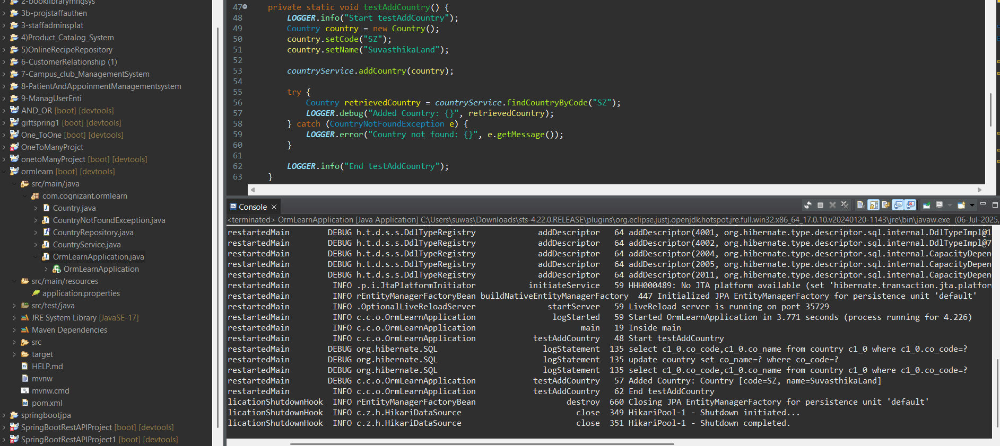 2-booklibrarymngsys
3b-projstaffauthen
3-staffadminsplat
4)Product_Catalog_System
5)OnlineRecipeRepository
6-CustomerRelationship (1)
7-Campus_club_ManagementSystem
8-PatientAndAppoinmentManagementsystem
9-ManagUserEnti
AND_OR [boot] [devtools]
giftspring1 [boot] [devtools]
One_ToOne [boot] [devtools]
OneToManyProjct
onetoManyProject [boot] [devtools]
ormlearn [boot] [devtools]
src/main/java
com.cognizant.ormlearn
Country.java
CountryNotFoundException.java
CountryRepository.java
CountryService.java
OrmLearnApplication.java
OrmLearnApplication
src/main/resources
application.properties
src/test/java
JRE System Library [JavaSE-17]
Maven Dependencies
src
target
HELP.md
mvnw
mvnw.cmd
pom.xml
springbootjpa
SpringBootRestAPIProject [boot] [devtools]
SpringBootRestAPIProject1 [boot] [devtools]
47 private static void testAddCountry() {
48 LOGGER.info("Start testAddCountry");
49 Country country = new Country();
50 country.setCode("SZ");
51 country.setName("SuvasthikaLand");
52
53 countryService.addCountry(country);
54
55 try {
56 Country retrievedCountry = countryService.findCountryByCode("SZ");
57 LOGGER.debug("Added Country: {}", retrievedCountry);
58 } catch (CountryNotFoundException e) {
59 LOGGER.error("Country not found: {}", e.getMessage());
60 }
61
62 LOGGER.info("End testAddCountry");
63 }
Console
<terminated> OrmLearnApplication [Java Application] C:\Users\suwas\Downloads\sts-4.22.0.RELEASE\plugins\org.eclipse.justj.openjdk.hotspot.jre.full.win32.x86_64_17.0.10.v20240120-1143\jre\bin\javaw.exe (06-Jul-2025,
restartedMain DEBUG h.t.d.s.s.DdlTypeRegistry addDescriptor 64 addDescriptor(4001, org.hibernate.type.descriptor.sql.internal.DdlTypeImpl@1
restartedMain DEBUG h.t.d.s.s.DdlTypeRegistry addDescriptor 64 addDescriptor(4002, org.hibernate.type.descriptor.sql.internal.DdlTypeImpl@7
restartedMain DEBUG h.t.d.s.s.DdlTypeRegistry addDescriptor 64 addDescriptor(2004, org.hibernate.type.descriptor.sql.internal.CapacityDepen
restartedMain DEBUG h.t.d.s.s.DdlTypeRegistry addDescriptor 64 addDescriptor(2005, org.hibernate.type.descriptor.sql.internal.CapacityDepen
restartedMain DEBUG h.t.d.s.s.DdlTypeRegistry addDescriptor 64 addDescriptor(2011, org.hibernate.type.descriptor.sql.internal.CapacityDepen
restartedMain INFO .p.i.JtaPlatformInitiator initiateService 59 HHH000489: No JTA platform available (set 'hibernate.transaction.jta.platfor
restartedMain INFO rEntityManagerFactoryBean buildNativeEntityManagerFactory 447 Initialized JPA EntityManagerFactory for persistence unit 'default'
restartedMain INFO .OptionalLiveReloadServer startServer 59 LiveReload server is running on port 35729
restartedMain INFO c.c.o.OrmLearnApplication logStarted 59 Started OrmLearnApplication in 3.771 seconds (process running for 4.226)
restartedMain INFO c.c.o.OrmLearnApplication main 19 Inside main
restartedMain INFO c.c.o.OrmLearnApplication testAddCountry 48 Start testAddCountry
restartedMain DEBUG org.hibernate.SQL logStatement 135 select c1_0.co_code,c1_0.co_name from country c1_0 where c1_0.co_code=?
restartedMain DEBUG org.hibernate.SQL logStatement 135 update country set co_name=? where co_code=?
restartedMain DEBUG org.hibernate.SQL logStatement 135 select c1_0.co_code,c1_0.co_name from country c1_0 where c1_0.co_code=?
restartedMain DEBUG c.c.o.OrmLearnApplication testAddCountry 57 Added Country: Country [code=SZ, name=SuvasthikaLand]
restartedMain INFO c.c.o.OrmLearnApplication testAddCountry 62 End testAddCountry
licationShutdownHook INFO rEntityManagerFactoryBean destroy 660 Closing JPA EntityManagerFactory for persistence unit 'default'
licationShutdownHook INFO c.z.h.HikariDataSource close 349 HikariPool-1 - Shutdown initiated...
licationShutdownHook INFO c.z.h.HikariDataSource close 351 HikariPool-1 - Shutdown completed.